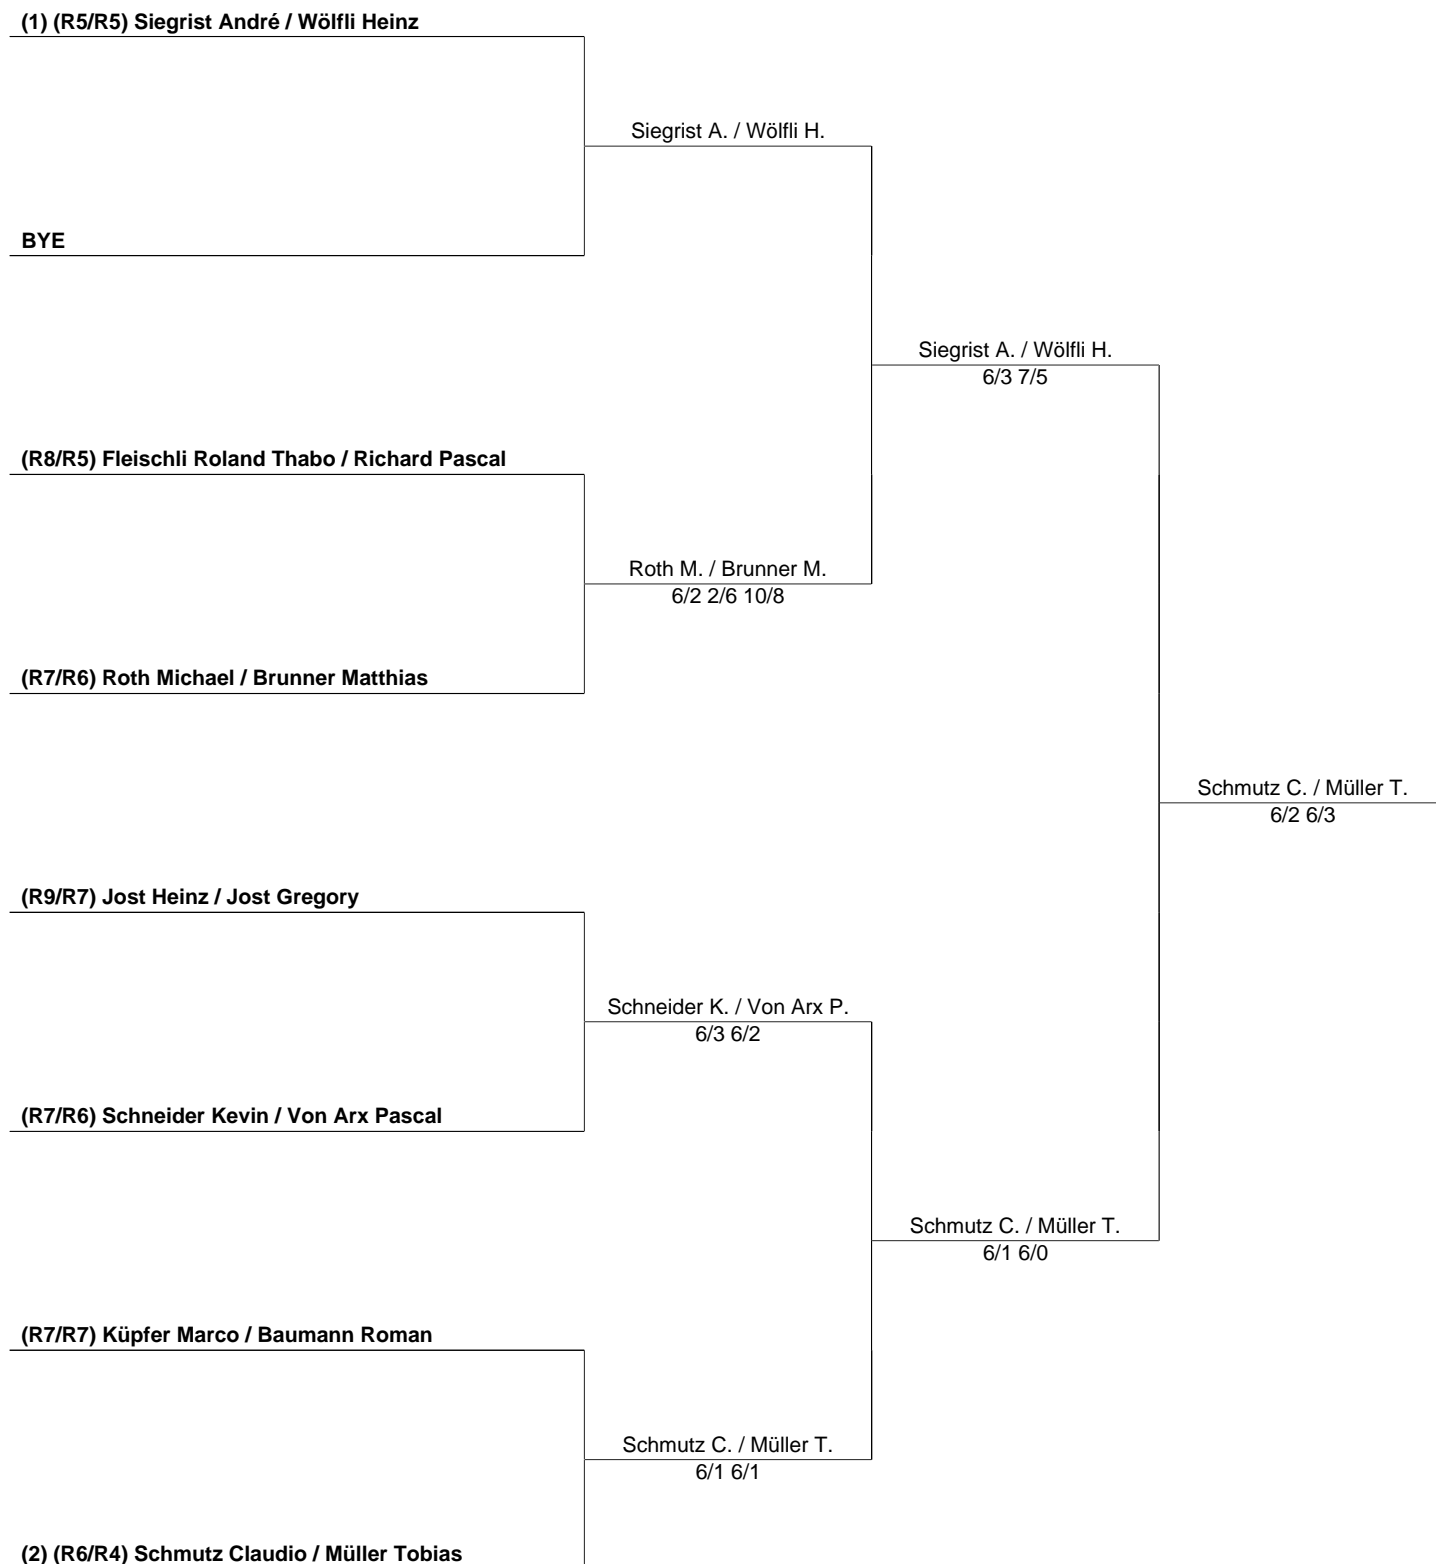 (1) (R5/R5) Siegrist André / Wölfli Heinz
Siegrist A. / Wölfli H.
BYE
Siegrist A. / Wölfli H.
6/3 7/5
(R8/R5) Fleischli Roland Thabo / Richard Pascal
Roth M. / Brunner M.
6/2 2/6 10/8
(R7/R6) Roth Michael / Brunner Matthias
Schmutz C. / Müller T.
6/2 6/3
(R9/R7) Jost Heinz / Jost Gregory
Schneider K. / Von Arx P.
6/3 6/2
(R7/R6) Schneider Kevin / Von Arx Pascal
Schmutz C. / Müller T.
6/1 6/0
(R7/R7) Küpfer Marco / Baumann Roman
Schmutz C. / Müller T.
6/1 6/1
(2) (R6/R4) Schmutz Claudio / Müller Tobias